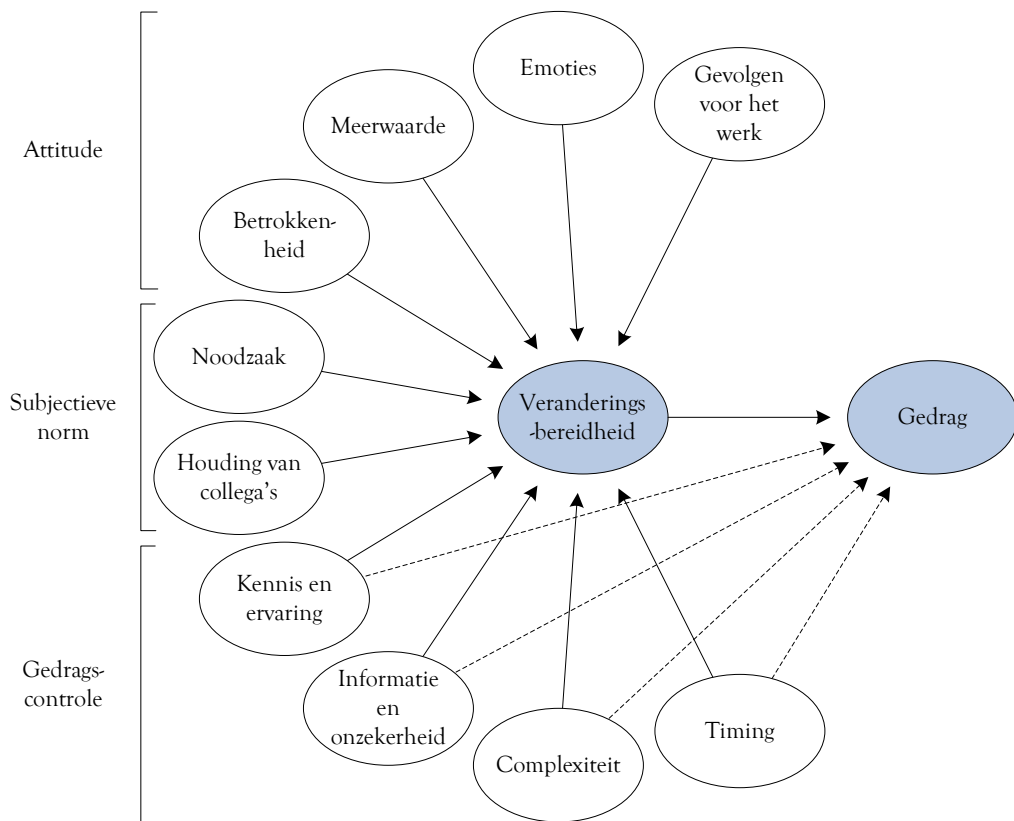 Attitude
Emoties
Gevolgen
voor het
werk
Meerwaarde
Betrokken-
heid
Subjectieve
norm
Noodzaak
Houding van
collega's
Veranderings
-bereidheid
Gedrag
Gedrags-
controle
Kennis en
ervaring
Informatie
en
onzekerheid
Complexiteit
Timing